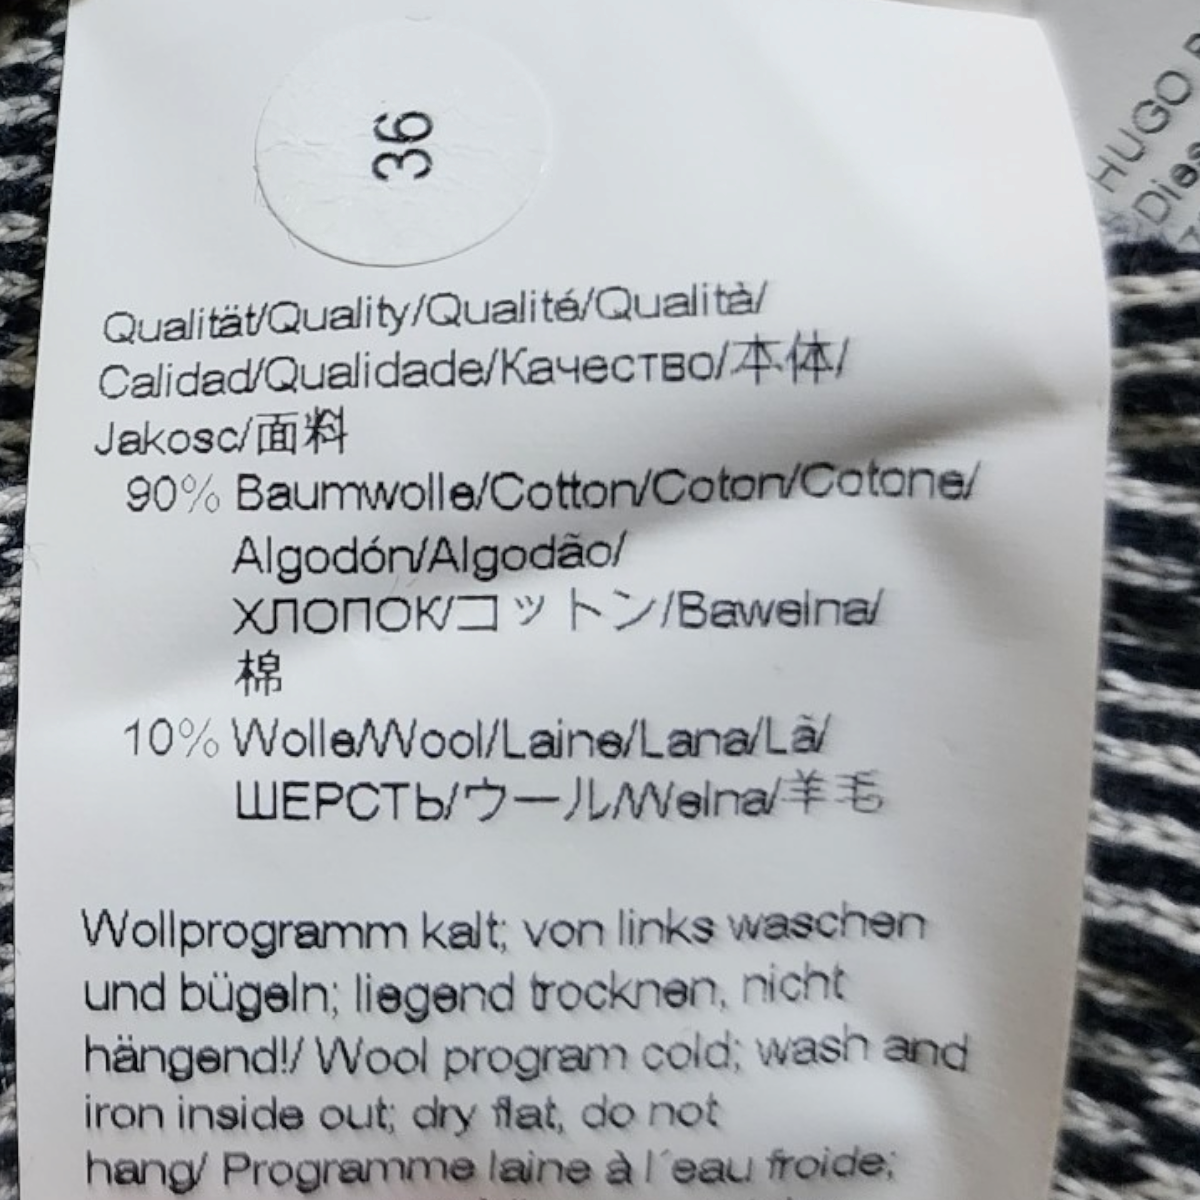 36
Qualität/Quality/Qualité/Qualità/
Calidad/Qualidade/Качество/本体/
Jakosc/面料
90% Baumwolle/Cotton/Coton/Cotone/
Algodón/Algodão/
ХЛОПОК/コットン/Bawelna/
棉
10% Wolle/Wool/Laine/Lana/Lã/
ШЕРСТЬ/ウール/Welna/羊毛
Wollprogramm kalt; von links waschen
und bügeln; liegend trocknen, nicht
hängend!/ Wool program cold; wash and
iron inside out; dry flat, do not
hang/ Programme laine à l´eau froide;
HUGO